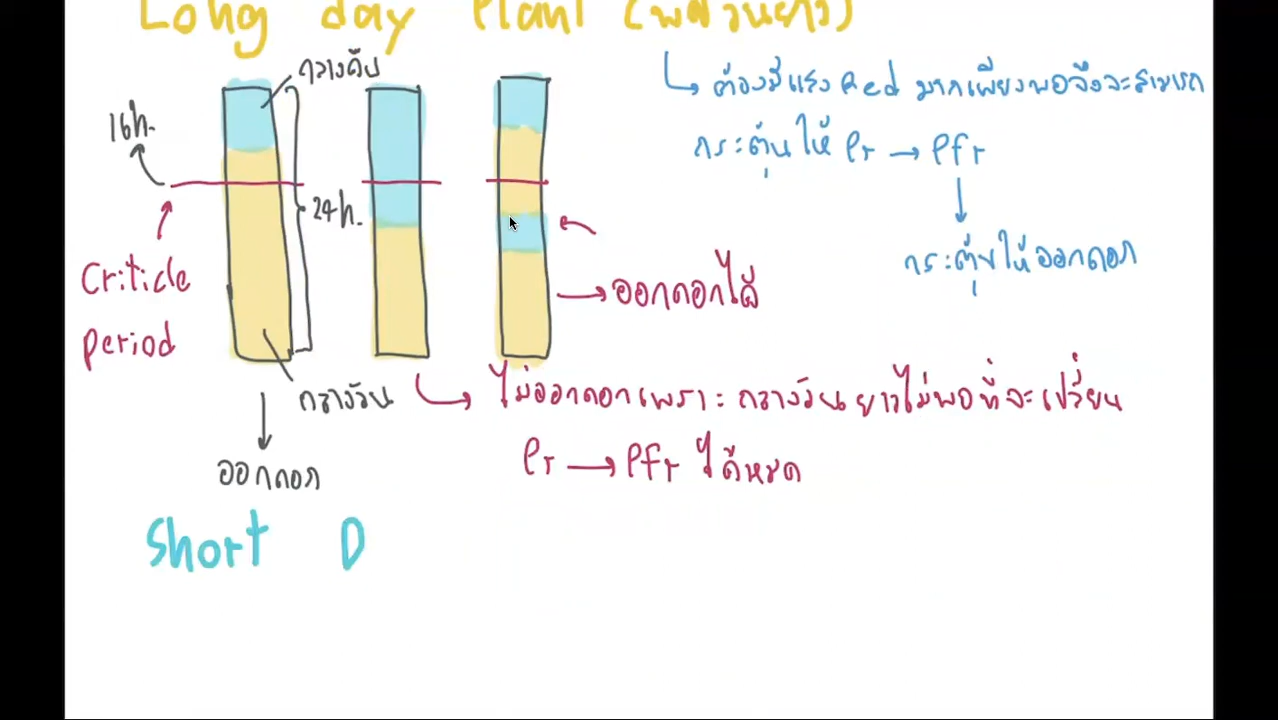 Long day Plant (พืชวันยาว)
กลางคืน
16h.
24h.
Criticle
period
กลางวัน
ออกดอก
ออกดอกได้
ไม่ออกดอกเพราะกลางวันยาวไม่พอที่จะเปลี่ยน
Pr → Pfr ได้หมด
ต้องมีแสง Red มากเพียงพอจึงจะสามารถ
กระตุ้นให้ Pr → Pfr
กระตุ้นให้ออกดอก
Short D